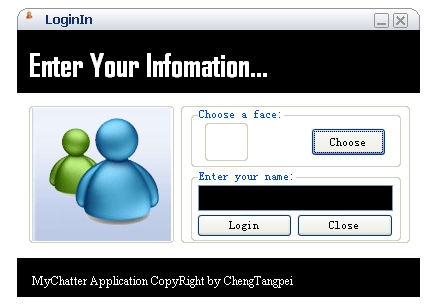 LoginIn
Enter Your Infomation...
Choose a face:
Choose
Enter your name:
Login Close
MyChatter Application CopyRight by ChengTangpei